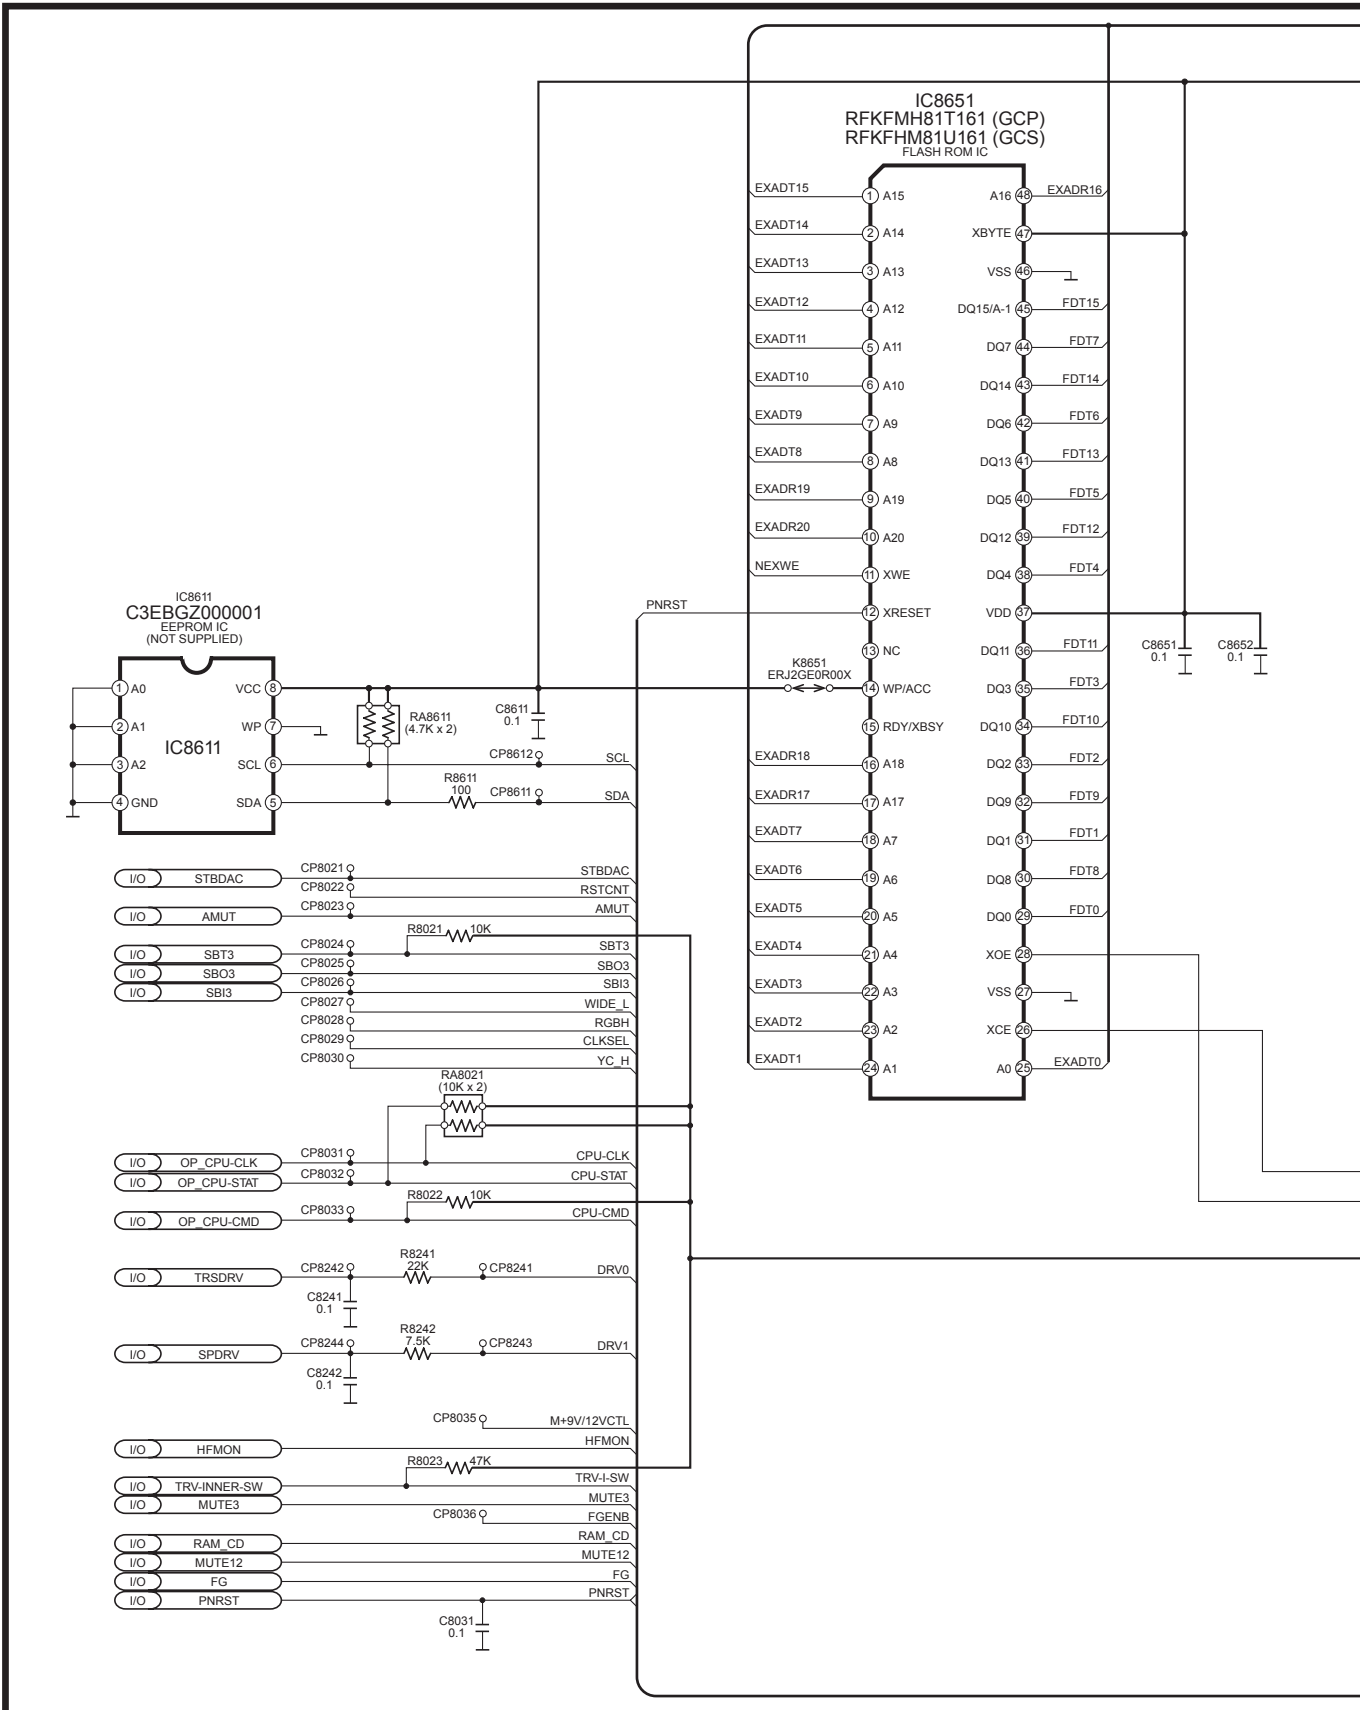 IC8651
RFKFMH81T161 (GCP)
RFKFHM81U161 (GCS)
FLASH ROM IC
EXADT15 1 A15 A16 48 EXADR16
EXADT14 2 A14 XBYTE 47
EXADT13 3 A13 VSS 46
EXADT12 4 A12 DQ15/A-1 45 FDT15
EXADT11 5 A11 DQ7 44 FDT7
EXADT10 6 A10 DQ14 43 FDT14
EXADT9 7 A9 DQ6 42 FDT6
EXADT8 8 A8 DQ13 41 FDT13
EXADR19 9 A19 DQ5 40 FDT5
EXADR20 10 A20 DQ12 39 FDT12
NEXWE 11 XWE DQ4 38 FDT4
PNRST 12 XRESET VDD 37
13 NC DQ11 36 FDT11
K8651
ERJ2GE0R00X
14 WP/ACC DQ3 35 FDT3
15 RDY/XBSY DQ10 34 FDT10
EXADR18 16 A18 DQ2 33 FDT2
EXADR17 17 A17 DQ9 32 FDT9
EXADT7 18 A7 DQ1 31 FDT1
EXADT6 19 A6 DQ8 30 FDT8
EXADT5 20 A5 DQ0 29 FDT0
EXADT4 21 A4 XOE 28
EXADT3 22 A3 VSS 27
EXADT2 23 A2 XCE 26
EXADT1 24 A1 A0 25 EXADT0
C8651
0.1
C8652
0.1
IC8611
C3EBGZ000001
EEPROM IC
(NOT SUPPLIED)
1 A0 VCC 8
2 A1 WP 7
IC8611
3 A2 SCL 6
4 GND SDA 5
RA8611
(4.7K x 2)
C8611
0.1
CP8612 SCL
R8611
100
CP8611 SDA
I/O STBDAC CP8021 STBDAC
CP8022 RSTCNT
I/O AMUT CP8023 AMUT
R8021 10K
I/O SBT3 CP8024 SBT3
I/O SBO3 CP8025 SBO3
I/O SBI3 CP8026 SBI3
CP8027 WIDE_L
CP8028 RGBH
CP8029 CLKSEL
CP8030 YC_H
RA8021
(10K x 2)
I/O OP_CPU-CLK CP8031 CPU-CLK
I/O OP_CPU-STAT CP8032 CPU-STAT
R8022 10K
I/O OP_CPU-CMD CP8033 CPU-CMD
R8241
22K
I/O TRSDRV CP8242 CP8241 DRV0
C8241
0.1
R8242
7.5K
I/O SPDRV CP8244 CP8243 DRV1
C8242
0.1
CP8035 M+9V/12VCTL
I/O HFMON HFMON
R8023 47K
I/O TRV-INNER-SW TRV-I-SW
I/O MUTE3 MUTE3
CP8036 FGENB
I/O RAM_CD RAM_CD
I/O MUTE12 MUTE12
I/O FG FG
I/O PNRST PNRST
C8031
0.1